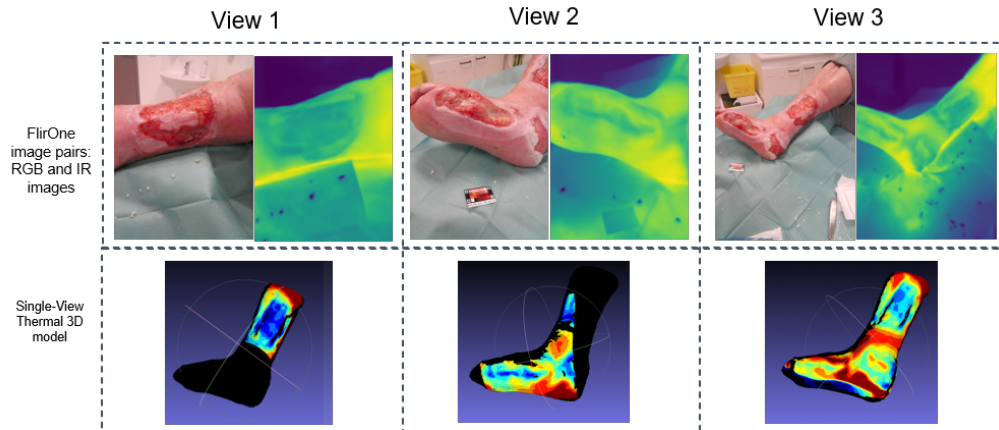 View 1
View 2
View 3
FlirOne
image pairs:
RGB and IR
images
Single-View
Thermal 3D
model